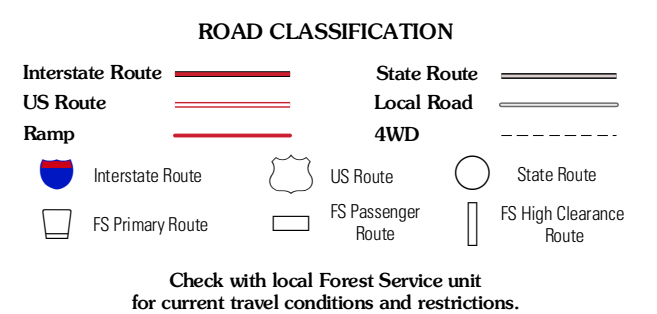 ROAD CLASSIFICATION
Interstate Route
State Route
US Route
Local Road
Ramp
4WD
Interstate Route
US Route
State Route
FS Primary Route
FS Passenger
Route
FS High Clearance
Route
Check with local Forest Service unit
for current travel conditions and restrictions.